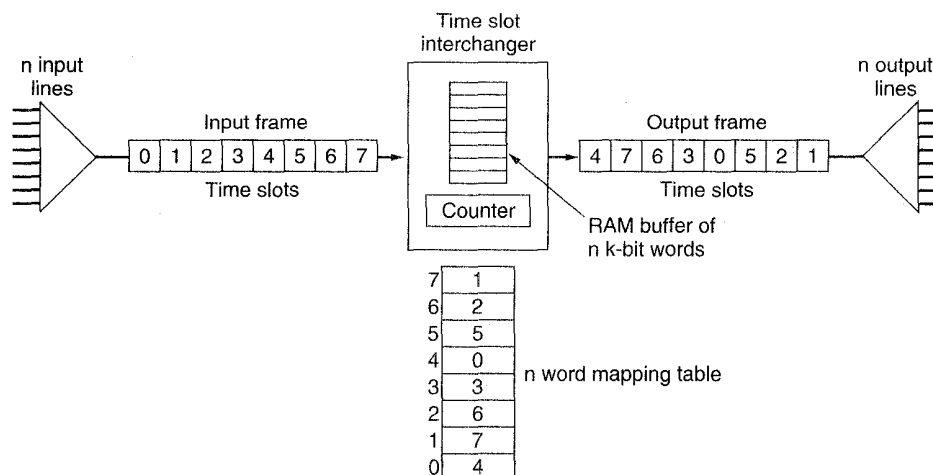 Time slot
interchanger
n input
lines
n output
lines
Input frame
0 1 2 3 4 5 6 7
Time slots
Output frame
4 7 6 3 0 5 2 1
Time slots
Counter
RAM buffer of
n k-bit words
7 1
6 2
5 5
4 0
3 3
2 6
1 7
0 4
n word mapping table